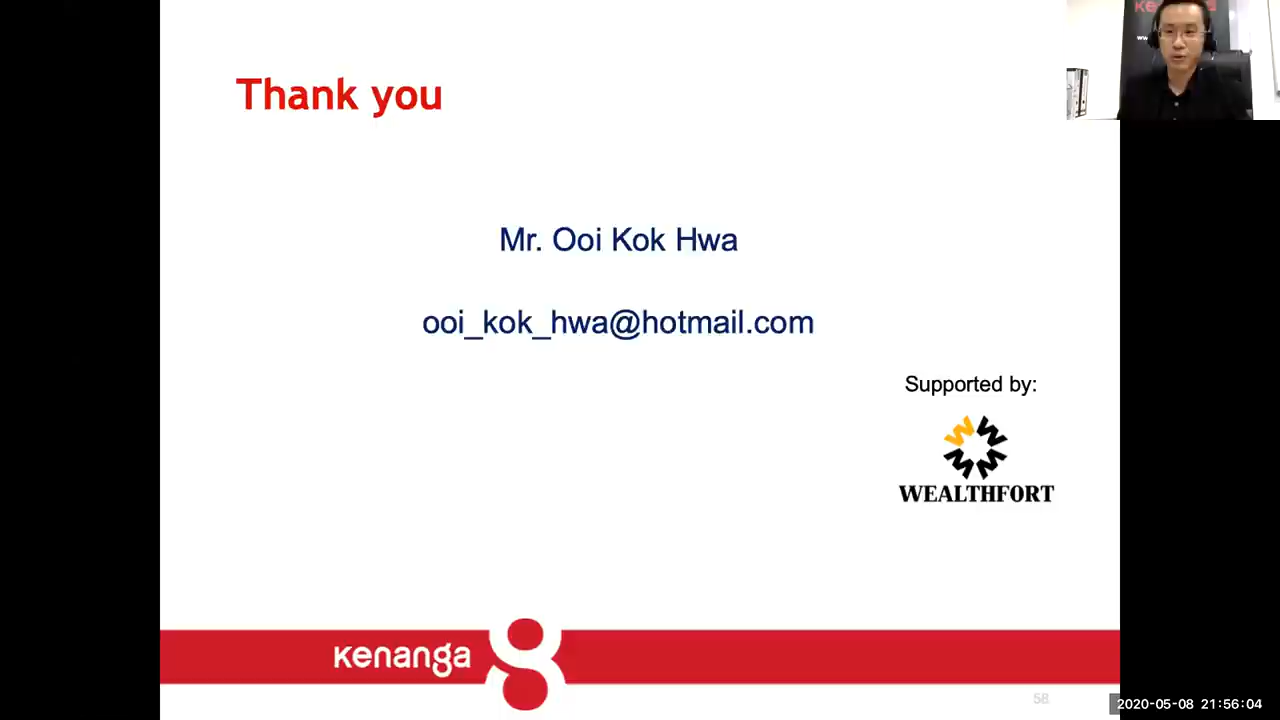 Thank you
Mr. Ooi Kok Hwa
ooi_kok_hwa@hotmail.com
Supported by:
WEALTHFORT
kenanga
58
2020-05-08 21:56:04